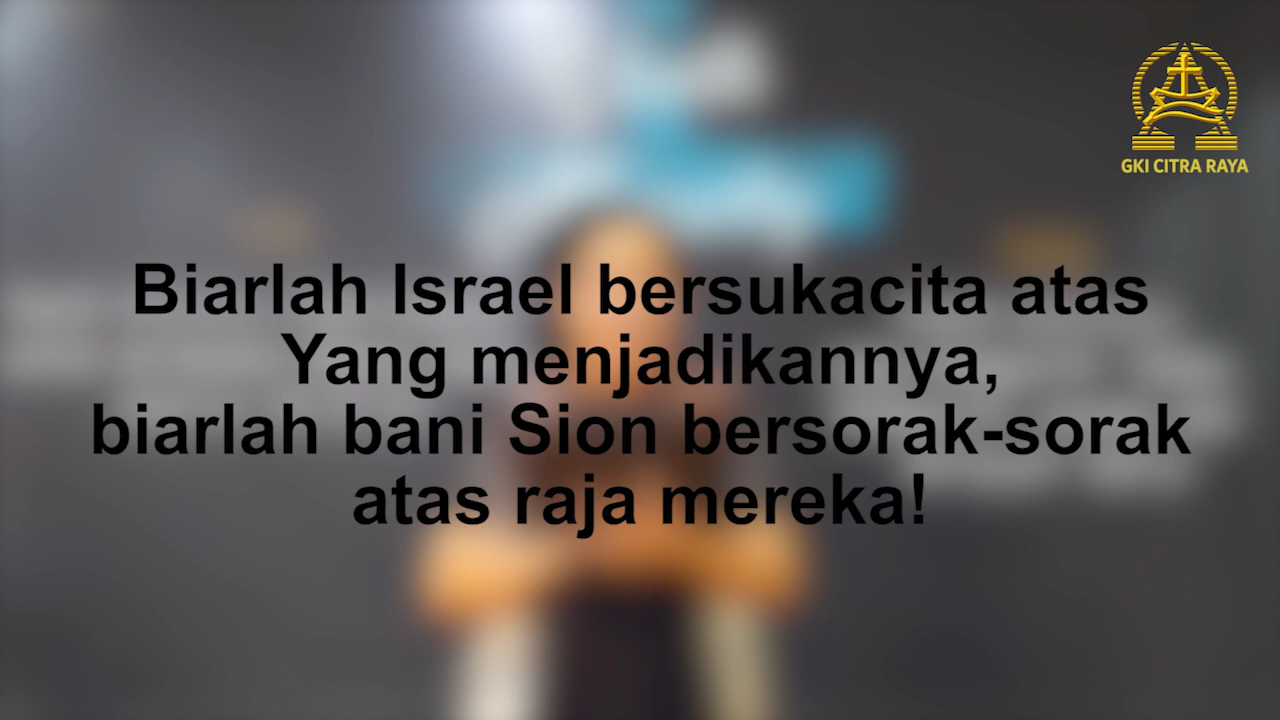 GKI CITRA RAYA
Biarlah Israel bersukacita atas
Yang menjadikannya,
biarlah bani Sion bersorak-sorak
atas raja mereka!